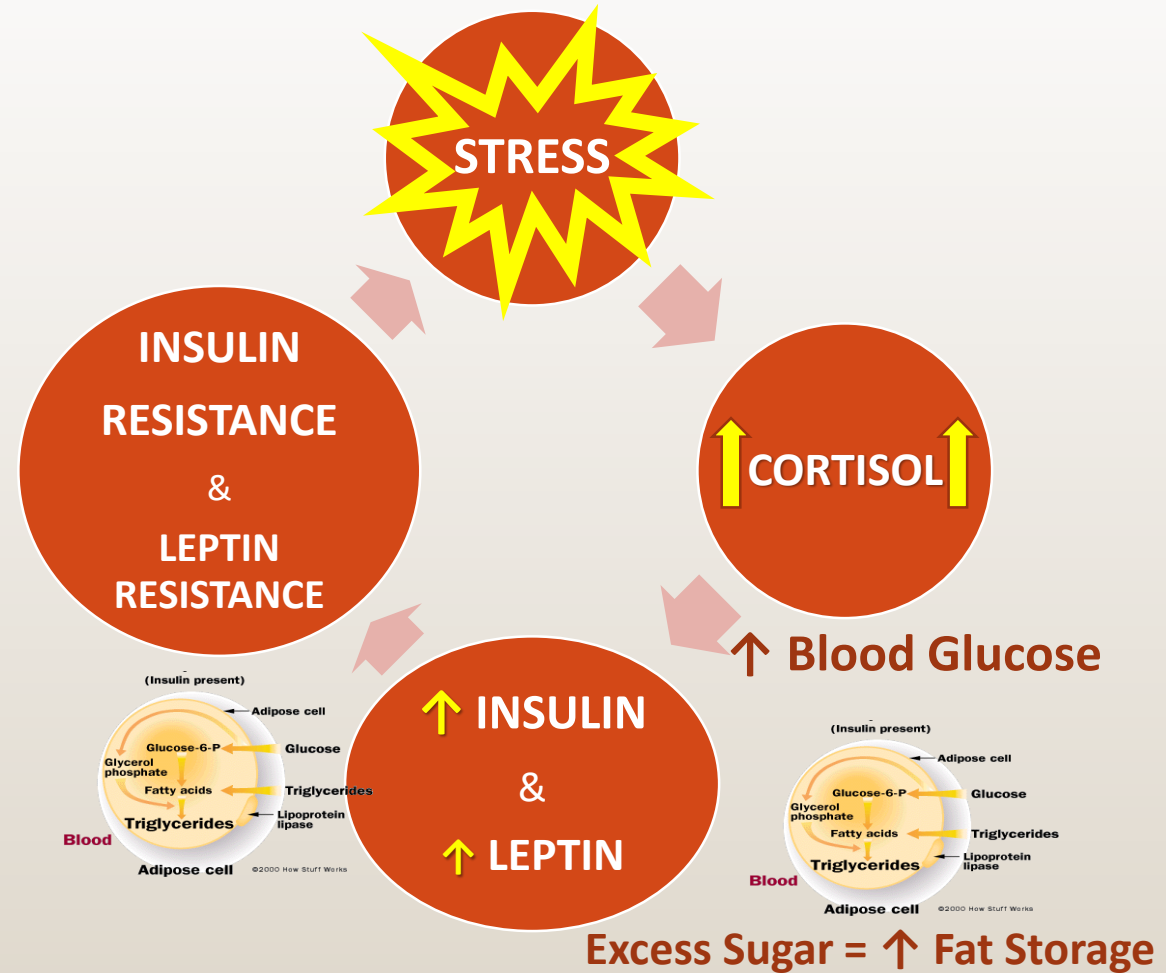 STRESS
↑ CORTISOL ↑
↑ Blood Glucose
↑ INSULIN
&
↑ LEPTIN
INSULIN
RESISTANCE
&
LEPTIN
RESISTANCE
(Insulin present)
Adipose cell
Glucose-6-P
Glucose
Glycerol
phosphate
Fatty acids
Triglycerides
Triglycerides
Lipoprotein
lipase
Blood
Adipose cell
©2000 How Stuff Works
(Insulin present)
Adipose cell
Glucose-6-P
Glucose
Glycerol
phosphate
Fatty acids
Triglycerides
Triglycerides
Lipoprotein
lipase
Blood
Adipose cell
©2000 How Stuff Works
Excess Sugar = ↑ Fat Storage